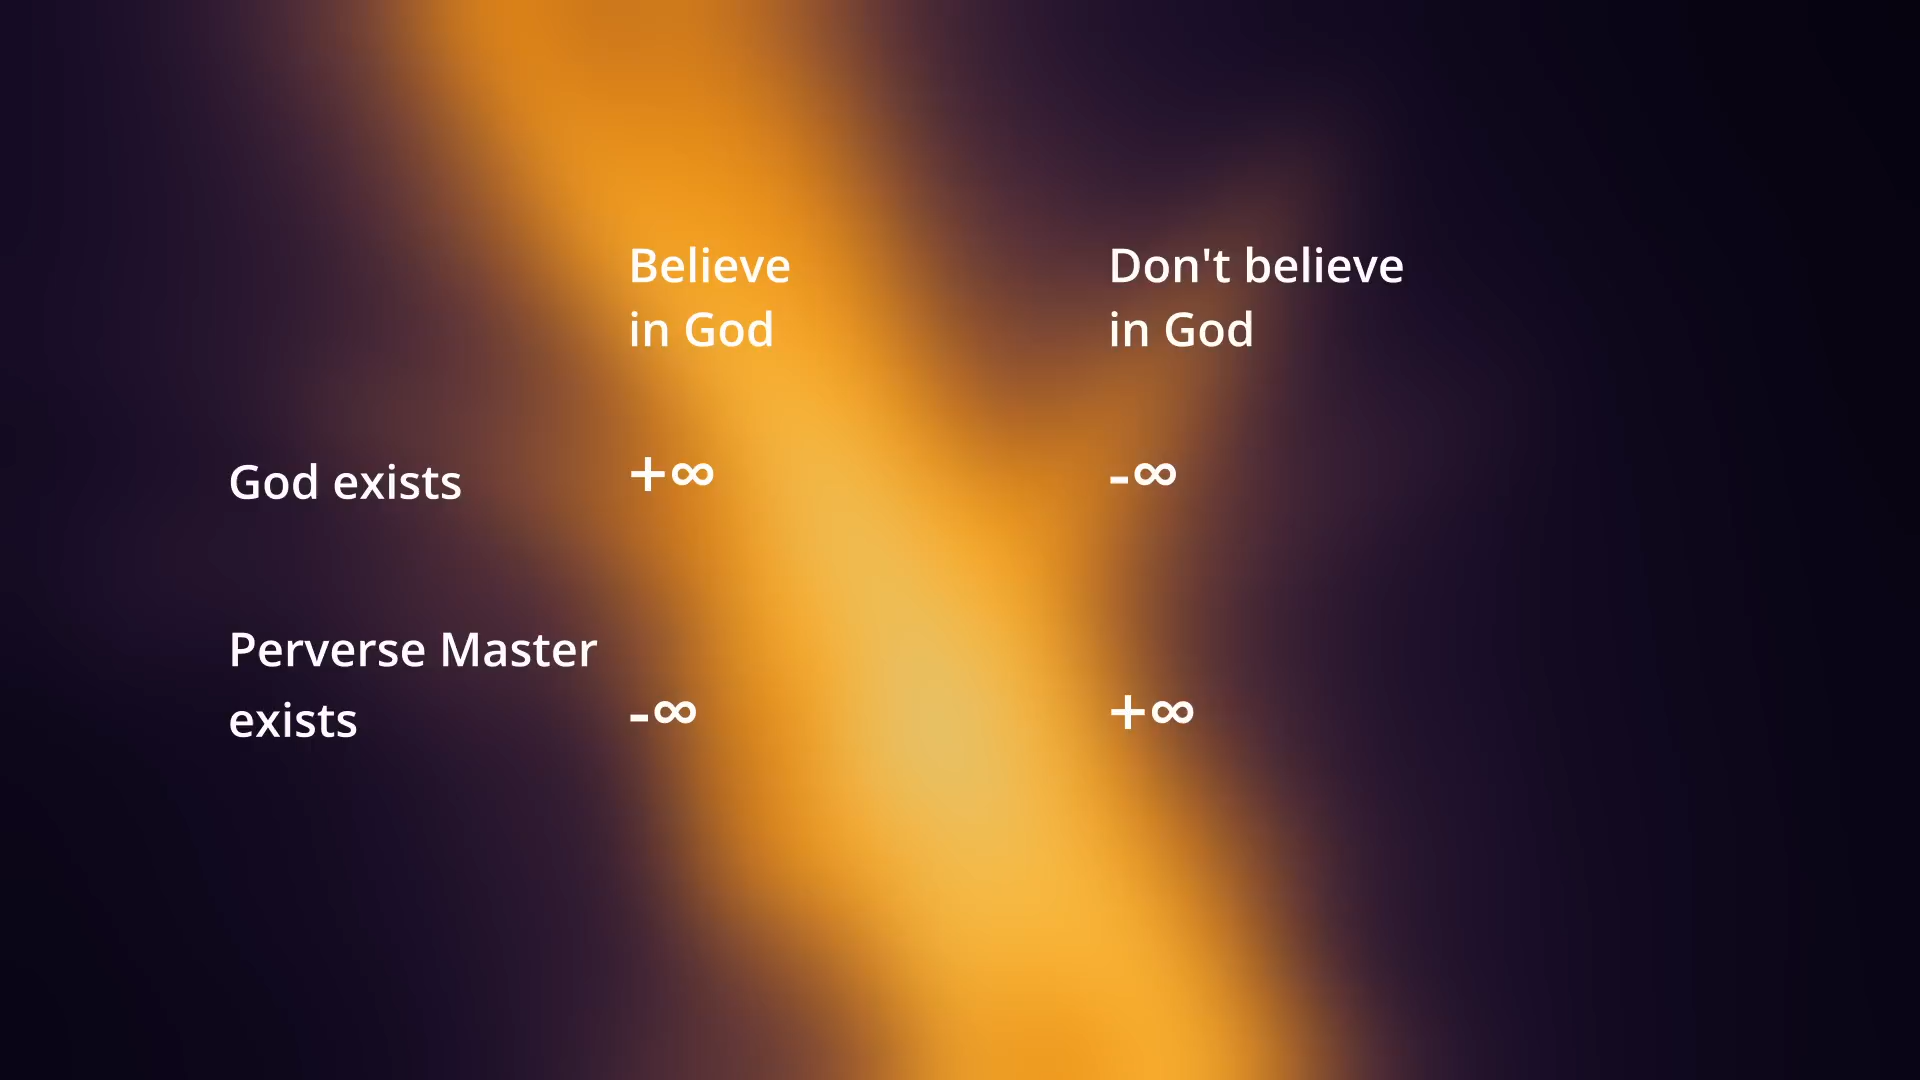 Believe
in God
Don't believe
in God
God exists
+∞
-∞
Perverse Master
exists
-∞
+∞